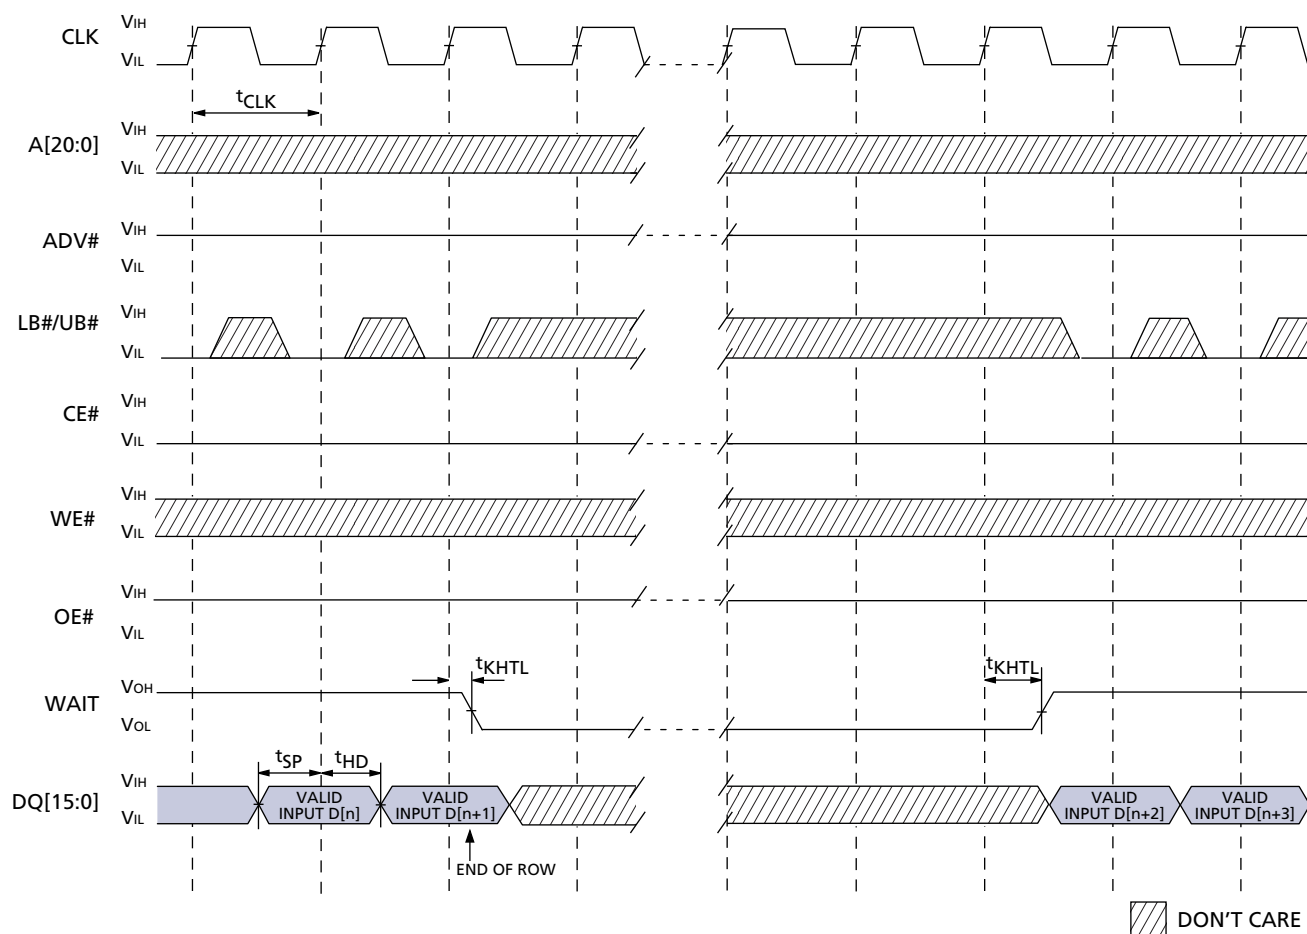 CLK
VIH
VIL
tCLK
A[20:0]
VIH
VIL
ADV#
VIH
VIL
LB#/UB#
VIH
VIL
CE#
VIH
VIL
WE#
VIH
VIL
OE#
VIH
VIL
WAIT
VOH
VOL
tKHTL
tKHTL
DQ[15:0]
VIH
VIL
tSP
tHD
VALID
INPUT D[n]
VALID
INPUT D[n+1]
VALID
INPUT D[n+2]
VALID
INPUT D[n+3]
END OF ROW
DON'T CARE